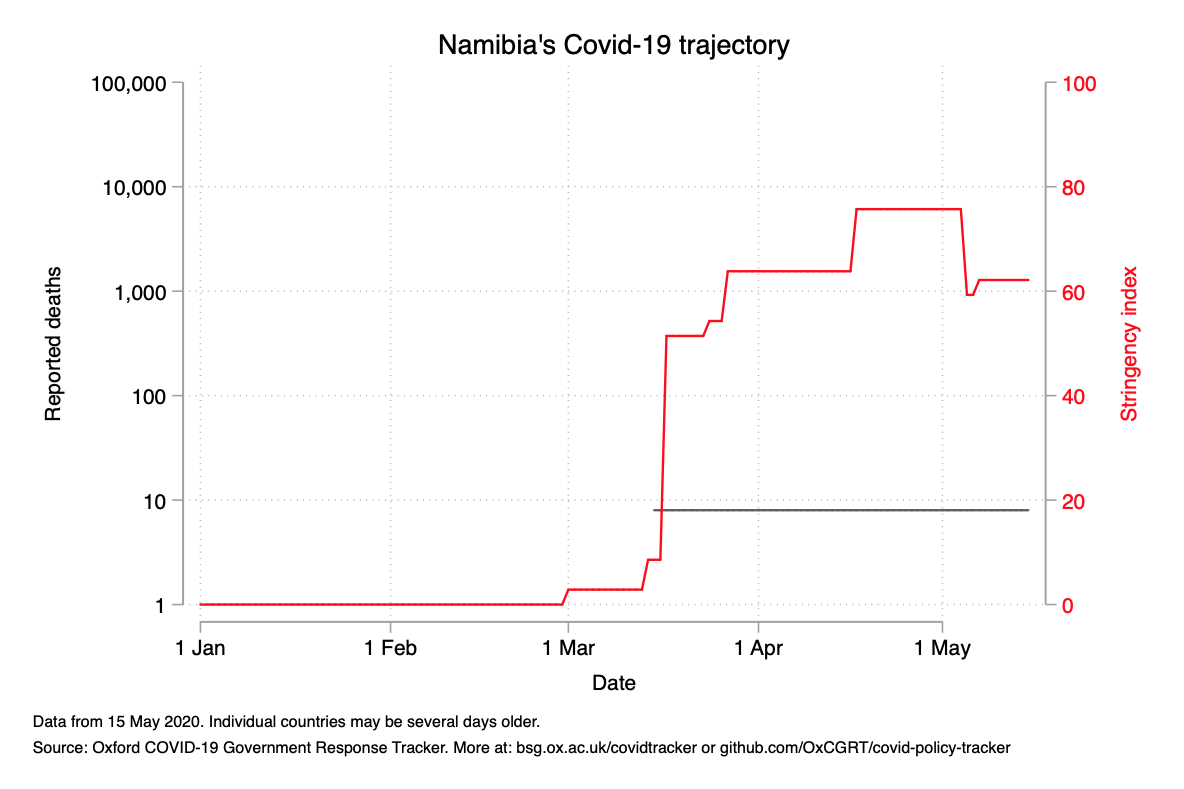 Namibia's Covid-19 trajectory
100,000
10,000
1,000
100
10
1
Reported deaths
100
80
60
40
20
0
Stringency index
1 Jan
1 Feb
1 Mar
1 Apr
1 May
Date
Data from 15 May 2020. Individual countries may be several days older.
Source: Oxford COVID-19 Government Response Tracker. More at: bsg.ox.ac.uk/covidtracker or github.com/OxCGRT/covid-policy-tracker